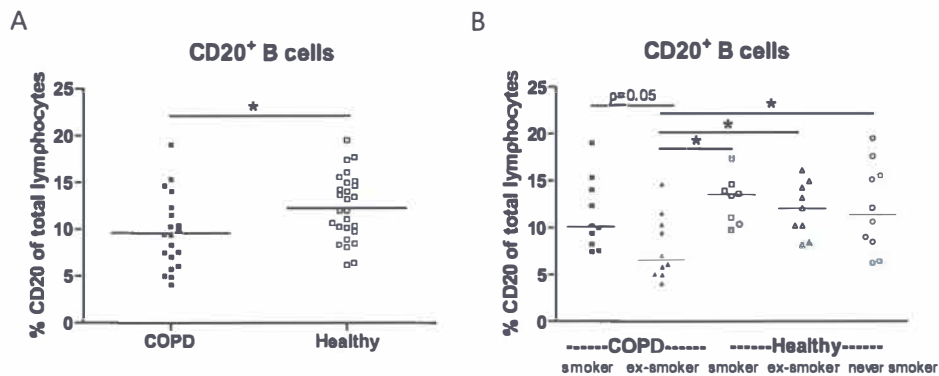 A
CD20+ B cells
% CD20 of total lymphocytes
25
20
15
10
5
0
*
COPD
Healthy
B
CD20+ B cells
% CD20 of total lymphocytes
25
20
15
10
5
0
p=0.05
*
*
*
------COPD------ ------Healthy------
smoker ex-smoker smoker ex-smoker never smoker